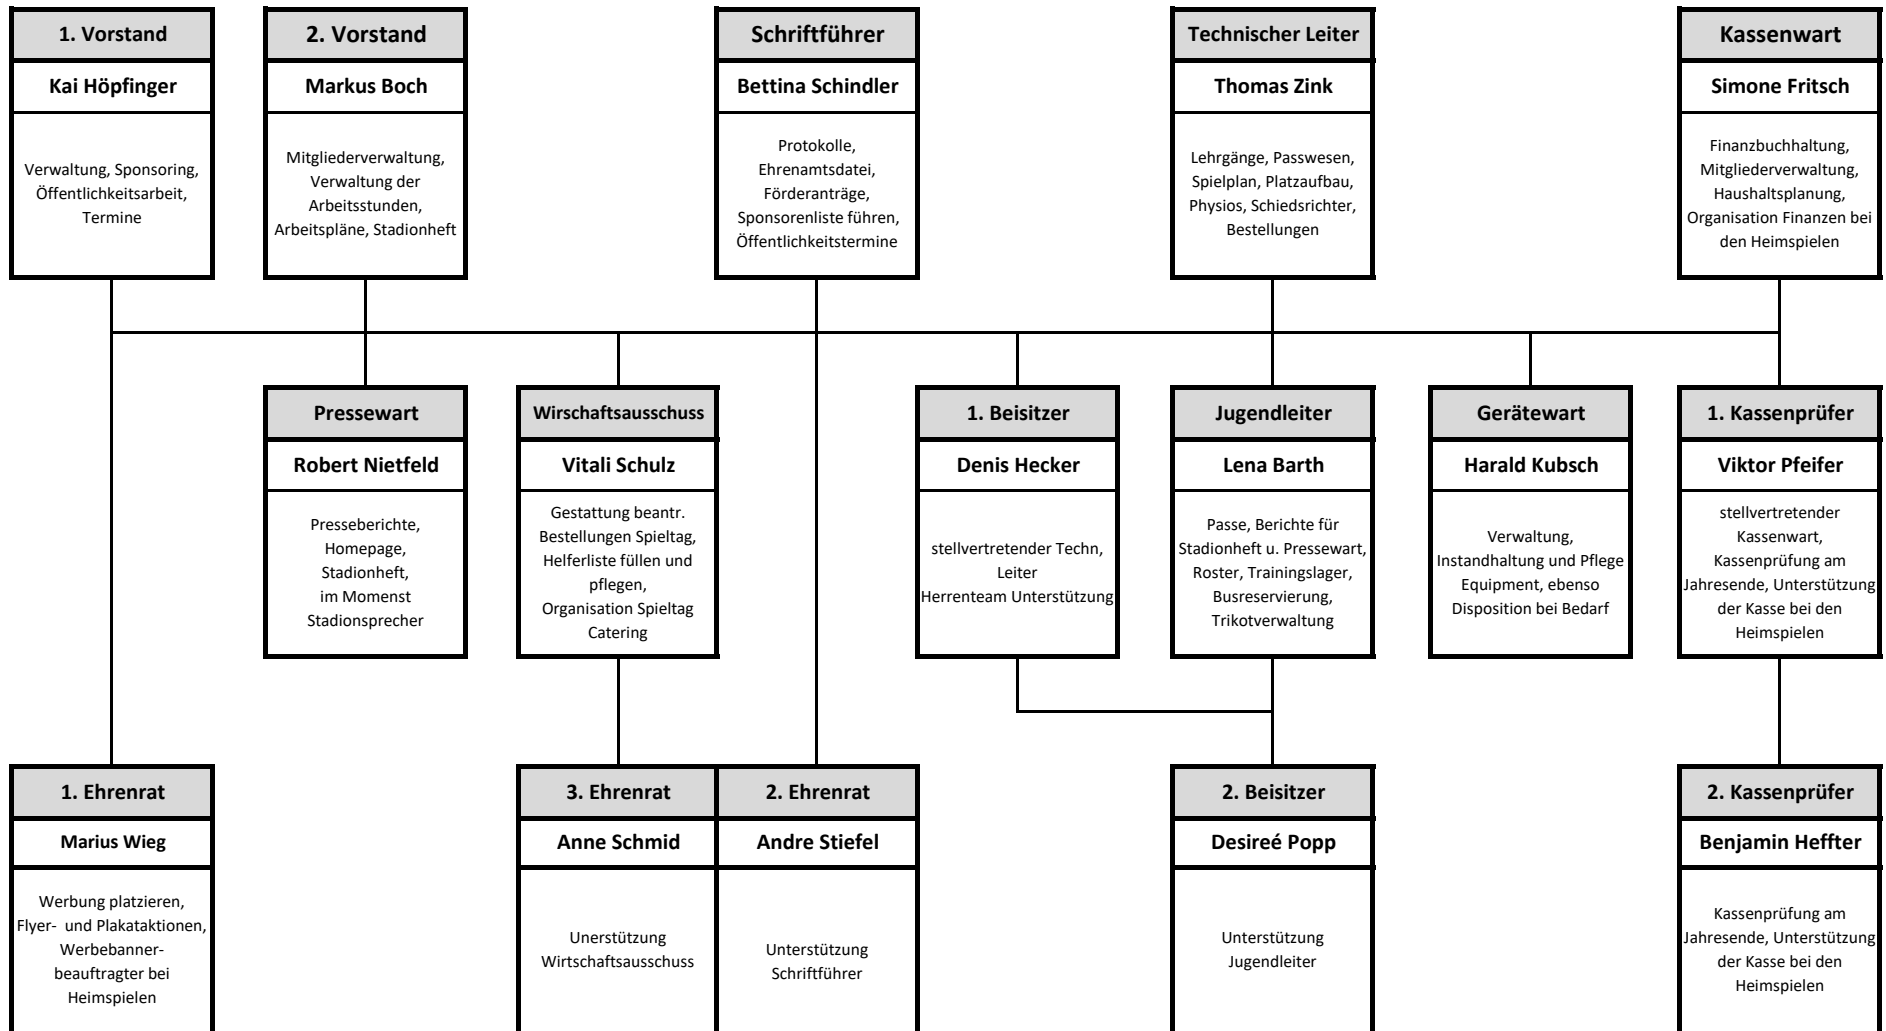 1. Vorstand
Kai Höpfinger
Verwaltung, Sponsoring,
Öffentlichkeitsarbeit,
Termine
2. Vorstand
Markus Boch
Mitgliederverwaltung,
Verwaltung der
Arbeitsstunden,
Arbeitspläne, Stadionheft
Schriftführer
Bettina Schindler
Protokolle,
Ehrenamtsdatei,
Förderanträge,
Sponsorenliste führen,
Öffentlichkeitstermine
Technischer Leiter
Thomas Zink
Lehrgänge, Passwesen,
Spielplan, Platzaufbau,
Physios, Schiedsrichter,
Bestellungen
Kassenwart
Simone Fritsch
Finanzbuchhaltung,
Mitgliederverwaltung,
Haushaltsplanung,
Organisation Finanzen bei
den Heimspielen
Pressewart
Robert Nietfeld
Presseberichte,
Homepage,
Stadionheft,
im Momenst
Stadionsprecher
Wirschaftsausschuss
Vitali Schulz
Gestattung beantr.
Bestellungen Spieltag,
Helferliste füllen und
pflegen,
Organisation Spieltag
Catering
1. Beisitzer
Denis Hecker
stellvertretender Techn,
Leiter
Herrenteam Unterstützung
Jugendleiter
Lena Barth
Passe, Berichte für
Stadionheft u. Pressewart,
Roster, Trainingslager,
Busreservierung,
Trikotverwaltung
Gerätewart
Harald Kubsch
Verwaltung,
Instandhaltung und Pflege
Equipment, ebenso
Disposition bei Bedarf
1. Kassenprüfer
Viktor Pfeifer
stellvertretender
Kassenwart,
Kassenprüfung am
Jahresende, Unterstützung
der Kasse bei den
Heimspielen
1. Ehrenrat
Marius Wieg
Werbung platzieren,
Flyer- und Plakataktionen,
Werbebanner-
beauftragter bei
Heimspielen
3. Ehrenrat
Anne Schmid
Unerstützung
Wirtschaftsausschuss
2. Ehrenrat
Andre Stiefel
Unterstützung
Schriftführer
2. Beisitzer
Desireé Popp
Unterstützung
Jugendleiter
2. Kassenprüfer
Benjamin Heffter
Kassenprüfung am
Jahresende, Unterstützung
der Kasse bei den
Heimspielen